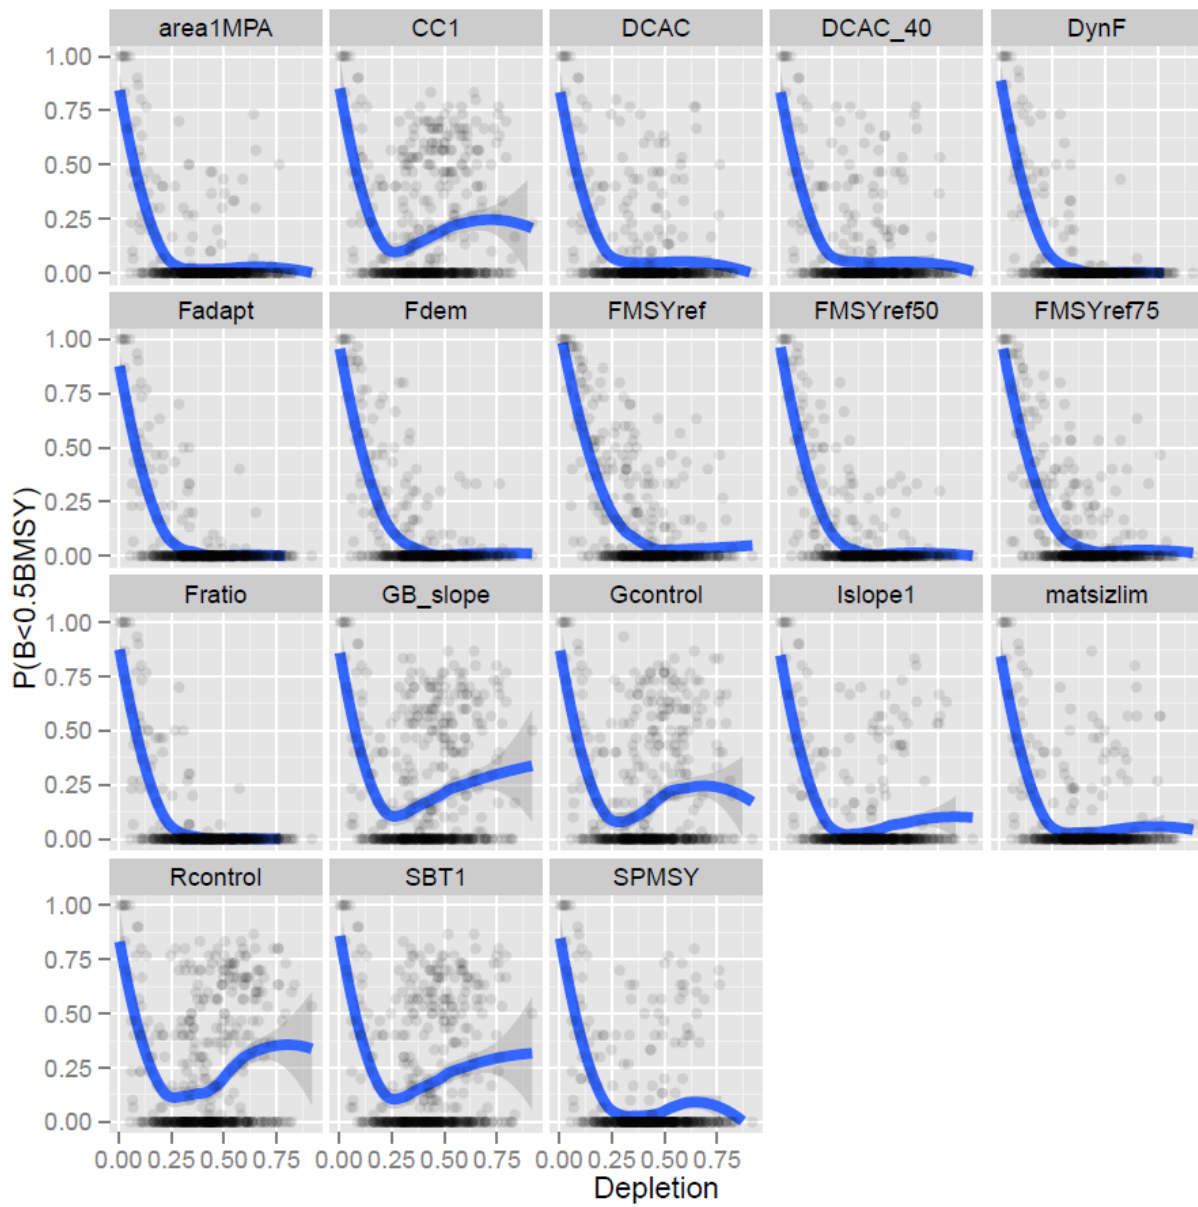 area1MPA CC1 DCAC DCAC_40 DynF
1.00
0.75
0.50
0.25
0.00
Fadapt Fdem FMSYref FMSYref50 FMSYref75
1.00
0.75
0.50
0.25
0.00
P(B<0.5BMSY)
Fratio GB_slope Gcontrol Islope1 matsizlim
1.00
0.75
0.50
0.25
0.00
Rcontrol SBT1 SPMSY
1.00
0.75
0.50
0.25
0.00
0.00 0.25 0.50 0.75 0.00 0.25 0.50 0.75 0.00 0.25 0.50 0.75
Depletion